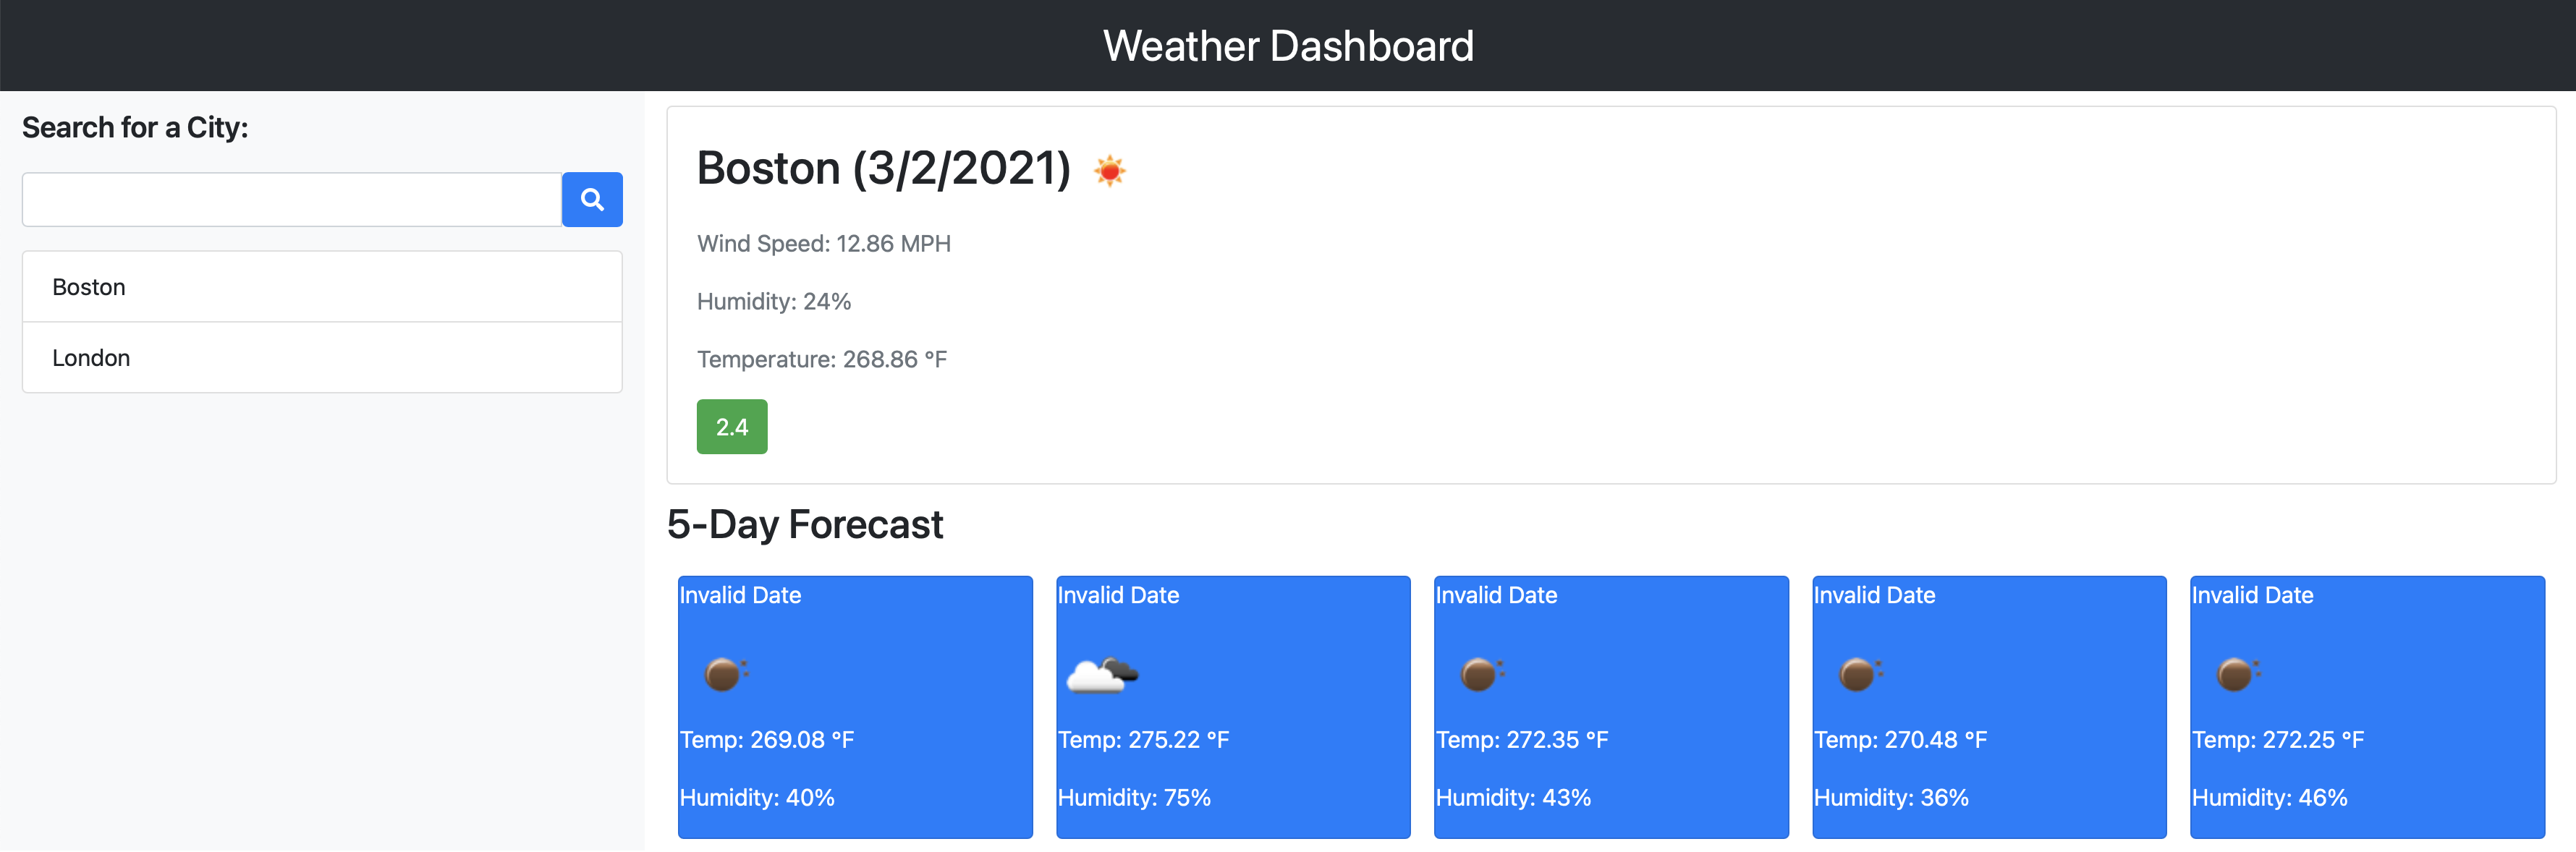 Weather Dashboard
Search for a City:
Boston
London
Boston (3/2/2021)
Wind Speed: 12.86 MPH
Humidity: 24%
Temperature: 268.86 °F
2.4
5-Day Forecast
Invalid Date
Temp: 269.08 °F
Humidity: 40%
Invalid Date
Temp: 275.22 °F
Humidity: 75%
Invalid Date
Temp: 272.35 °F
Humidity: 43%
Invalid Date
Temp: 270.48 °F
Humidity: 36%
Invalid Date
Temp: 272.25 °F
Humidity: 46%